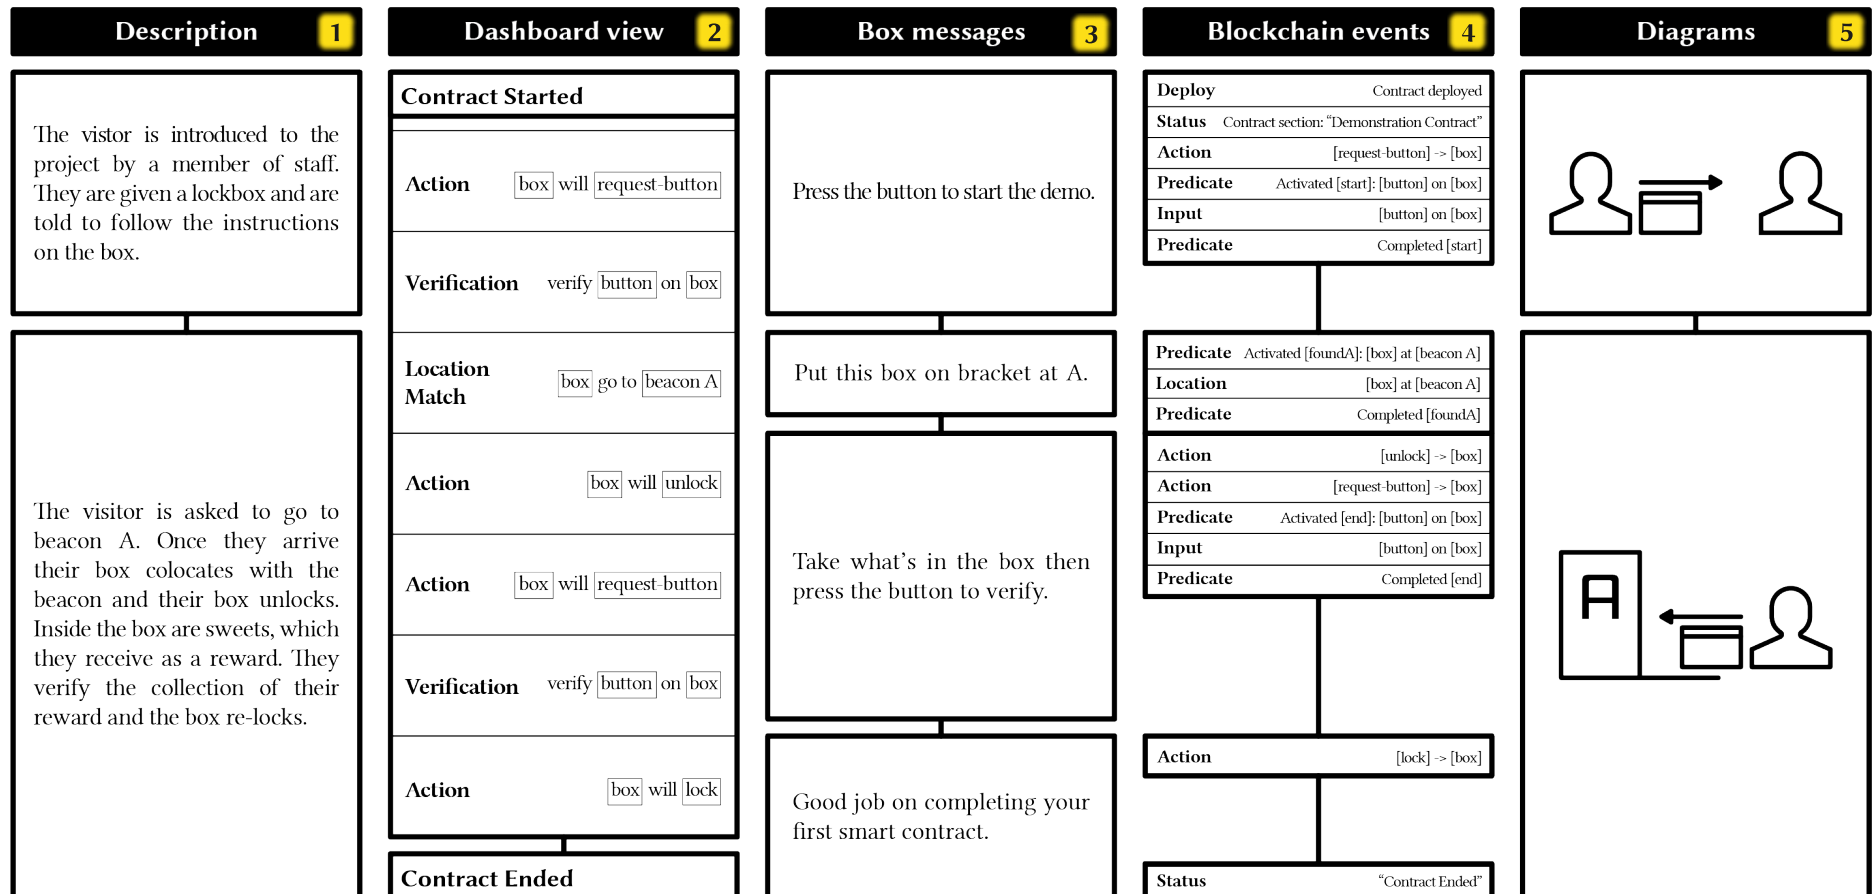 Description 1
The vistor is introduced to the
project by a member of staff.
They are given a lockbox and are
told to follow the instructions
on the box.
The visitor is asked to go to
beacon A. Once they arrive
their box colocates with the
beacon and their box unlocks.
Inside the box are sweets, which
they receive as a reward. They
verify the collection of their
reward and the box re-locks.
Dashboard view 2
Contract Started
Action box will request-button
Verification verify button on box
Location
Match box go to beacon A
Action box will unlock
Action box will request-button
Verification verify button on box
Action box will lock
Contract Ended
Box messages 3
Press the button to start the demo.
Put this box on bracket at A.
Take what's in the box then
press the button to verify.
Good job on completing your
first smart contract.
Blockchain events 4
Deploy Contract deployed
Status Contract section: “Demonstration Contract”
Action [request-button] -> [box]
Predicate Activated [start]: [button] on [box]
Input [button] on [box]
Predicate Completed [start]
Predicate Activated [foundA]: [box] at [beacon A]
Location [box] at [beacon A]
Predicate Completed [foundA]
Action [unlock] -> [box]
Action [request-button] -> [box]
Predicate Activated [end]: [button] on [box]
Input [button] on [box]
Predicate Completed [end]
Action [lock] -> [box]
Status “Contract Ended”
Diagrams 5
A